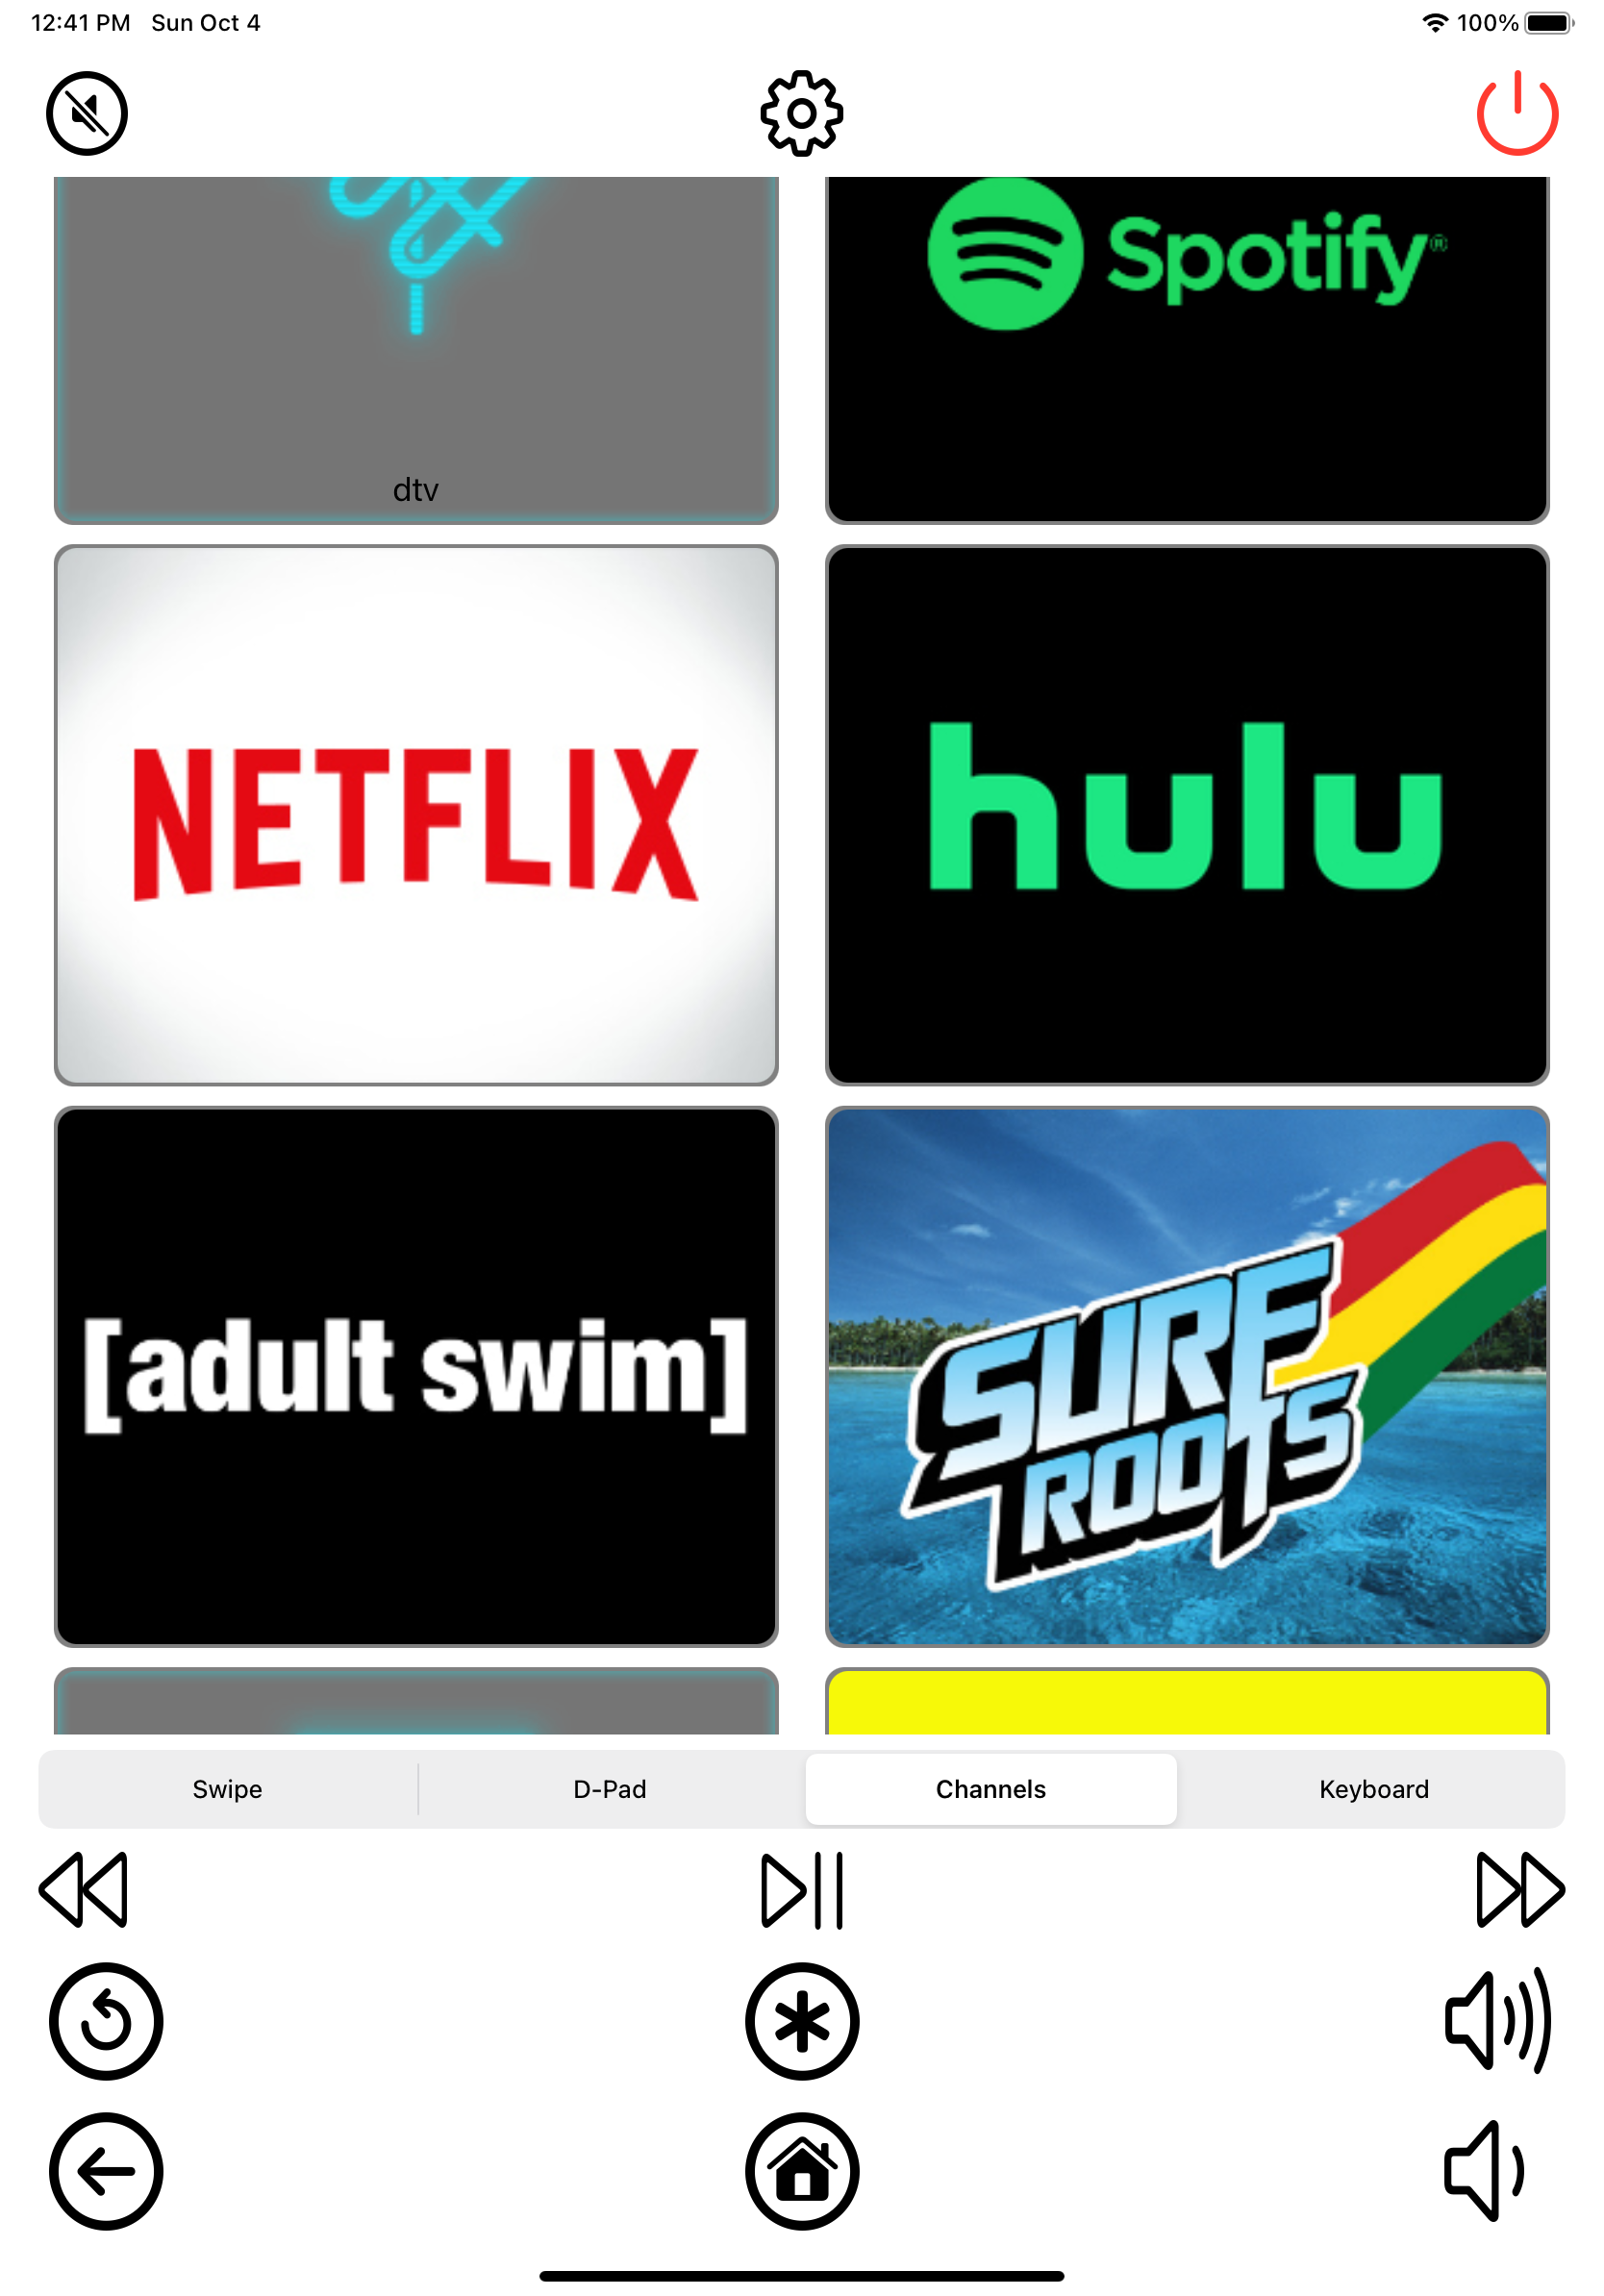 12:41 PM Sun Oct 4 100%
Spotify®
dtv
NETFLIX
hulu
[adult swim]
SURF
ROOTS
Swipe D-Pad Channels Keyboard